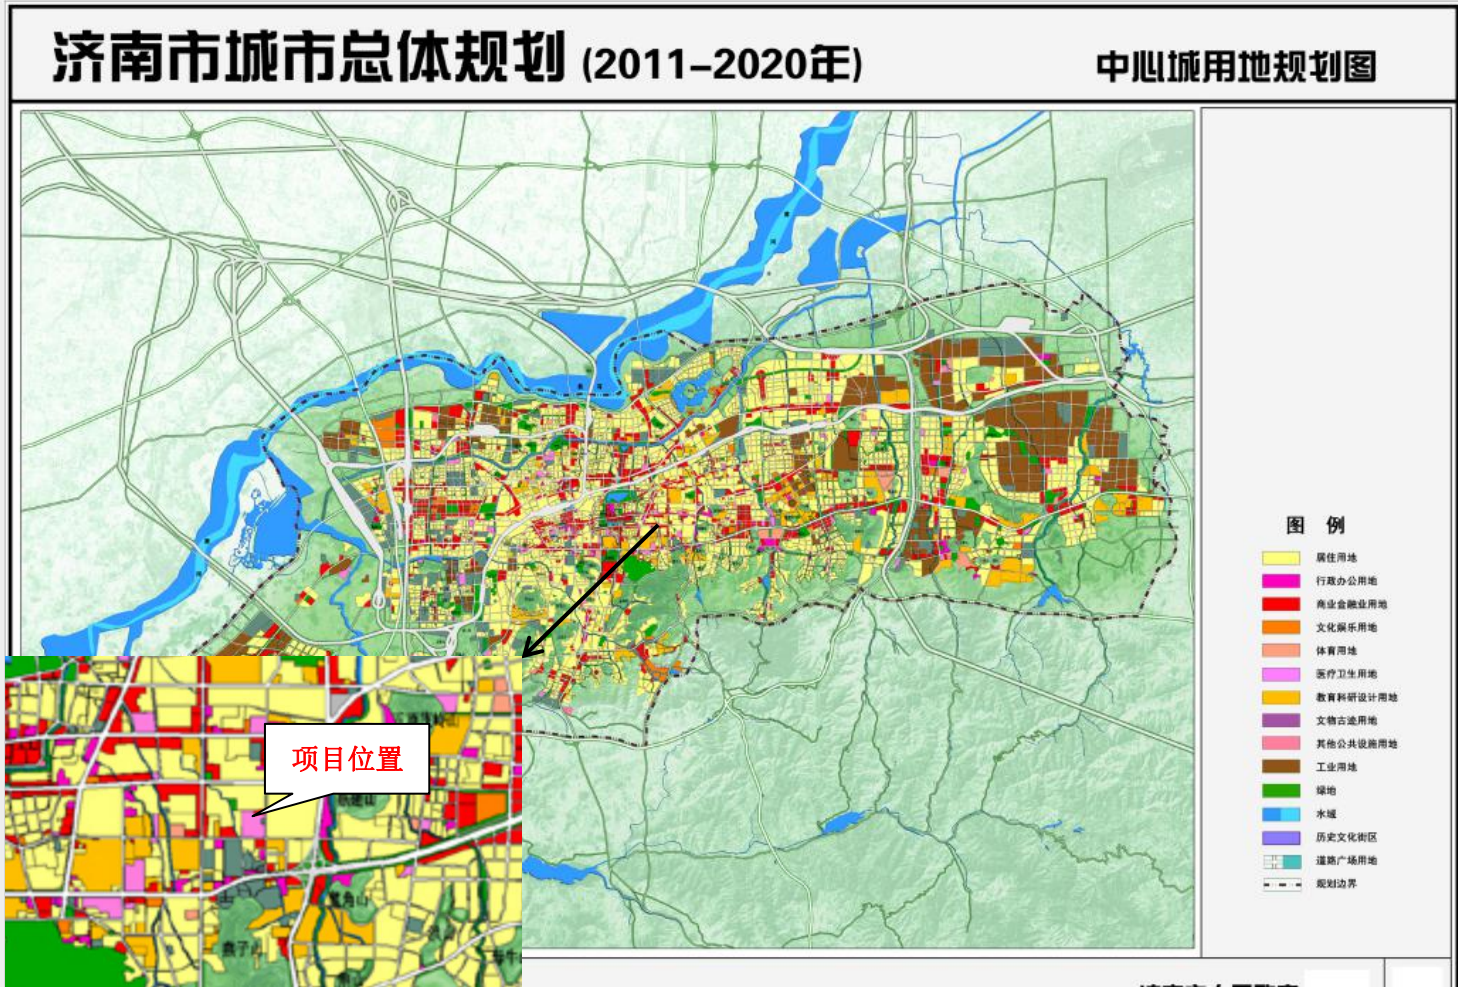 济南市城市总体规划 (2011-2020年)
中心城用地规划图
图 例
居住用地
行政办公用地
商业金融业用地
文化娱乐用地
体育用地
医疗卫生用地
教育科研设计用地
文物古迹用地
其他公共设施用地
工业用地
绿地
水域
历史文化街区
道路广场用地
规划边界
项目位置
燕子山